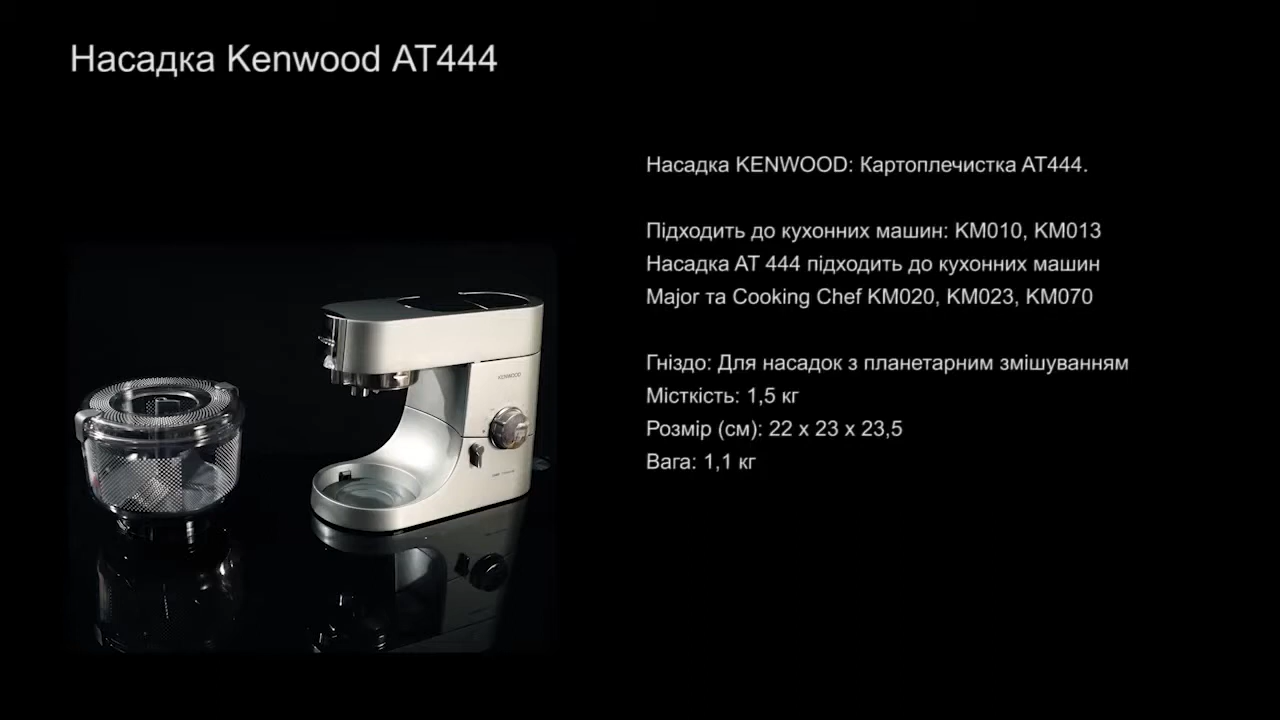 Насадка Kenwood AT444
Насадка KENWOOD: Картоплечистка AT444.
Підходить до кухонних машин: KM010, KM013
Насадка AT 444 підходить до кухонних машин
Major та Cooking Chef KM020, KM023, KM070
Гніздо: Для насадок з планетарним змішуванням
Місткість: 1,5 кг
Розмір (см): 22 x 23 x 23,5
Вага: 1,1 кг
KENWOOD